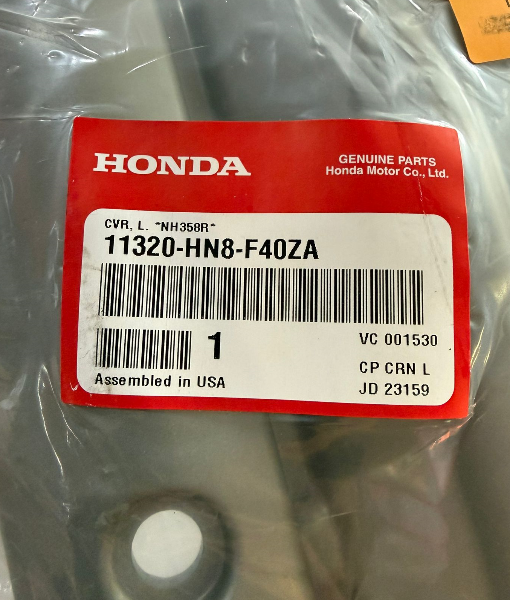 HONDA
GENUINE PARTS
Honda Motor Co., Ltd.
CVR, L. *NH358R*
11320-HN8-F40ZA
1
VC 001530
CP CRN L
Assembled in USA
JD 23159